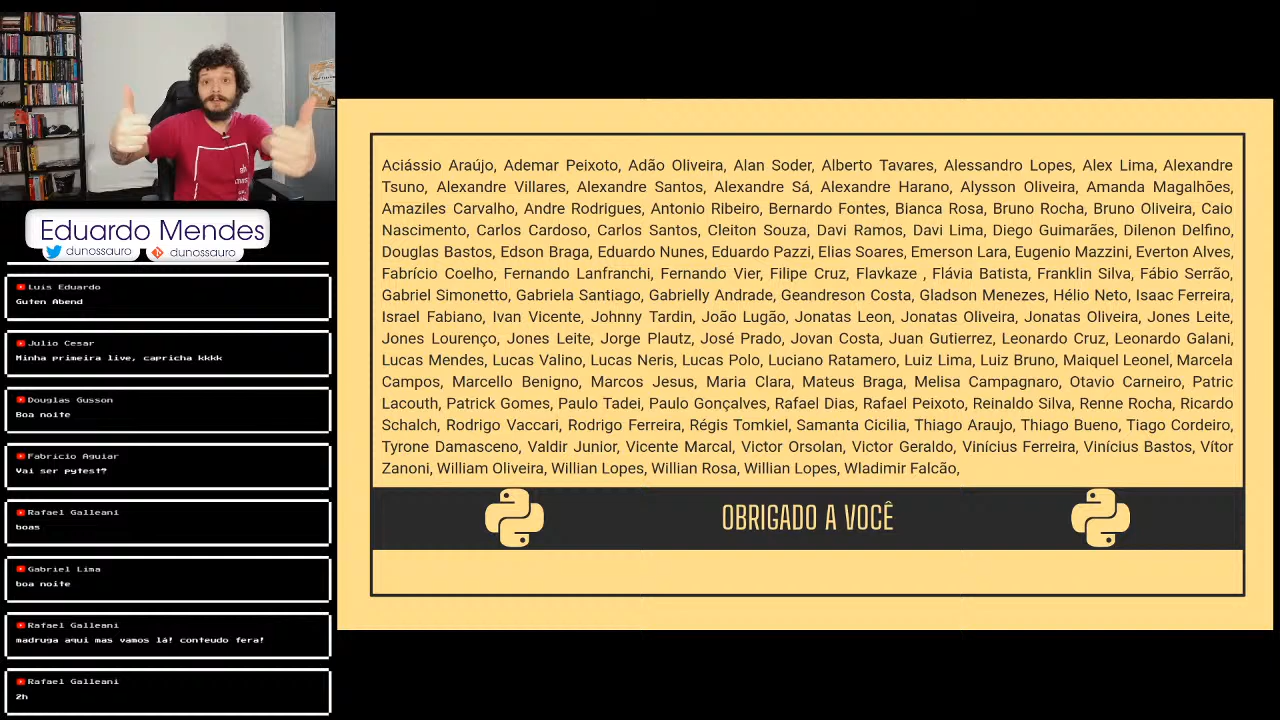 Eduardo Mendes
dunossauro
dunossauro
Luis Eduardo
Guten Abend
Julio Cesar
Minha primeira live, capricha kkkk
Douglas Gusson
Boa noite
Fabricio Aguiar
Vai ser pytest?
Rafael Galleani
boas
Gabriel Lima
boa noite
Rafael Galleani
madruga aqui mas vamos lá! conteudo fera!
Rafael Galleani
2h
Aciássio Araújo, Ademar Peixoto, Adão Oliveira, Alan Soder, Alberto Tavares, Alessandro Lopes, Alex Lima, Alexandre
Tsuno, Alexandre Villares, Alexandre Santos, Alexandre Sá, Alexandre Harano, Alysson Oliveira, Amanda Magalhões,
Amaziles Carvalho, Andre Rodrigues, Antonio Ribeiro, Bernardo Fontes, Bianca Rosa, Bruno Rocha, Bruno Oliveira, Caio
Nascimento, Carlos Cardoso, Carlos Santos, Cleiton Souza, Davi Ramos, Davi Lima, Diego Guimarães, Dilenon Delfino,
Douglas Bastos, Edson Braga, Eduardo Nunes, Eduardo Pazzi, Elias Soares, Emerson Lara, Eugenio Mazzini, Everton Alves,
Fabrício Coelho, Fernando Lanfranchi, Fernando Vier, Filipe Cruz, Flavkaze , Flávia Batista, Franklin Silva, Fábio Serrão,
Gabriel Simonetto, Gabriela Santiago, Gabrielly Andrade, Geandreson Costa, Gladson Menezes, Hélio Neto, Isaac Ferreira,
Israel Fabiano, Ivan Vicente, Johnny Tardin, João Lugão, Jonatas Leon, Jonatas Oliveira, Jonatas Oliveira, Jones Leite,
Jones Lourenço, Jones Leite, Jorge Plautz, José Prado, Jovan Costa, Juan Gutierrez, Leonardo Cruz, Leonardo Galani,
Lucas Mendes, Lucas Valino, Lucas Neris, Lucas Polo, Luciano Ratamero, Luiz Lima, Luiz Bruno, Maiquel Leonel, Marcela
Campos, Marcello Benigno, Marcos Jesus, Maria Clara, Mateus Braga, Melisa Campagnaro, Otavio Carneiro, Patric
Lacouth, Patrick Gomes, Paulo Tadei, Paulo Gonçalves, Rafael Dias, Rafael Peixoto, Reinaldo Silva, Renne Rocha, Ricardo
Schalch, Rodrigo Vaccari, Rodrigo Ferreira, Régis Tomkiel, Samanta Cicilia, Thiago Araujo, Thiago Bueno, Tiago Cordeiro,
Tyrone Damasceno, Valdir Junior, Vicente Marcal, Victor Orsolan, Victor Geraldo, Vinícius Ferreira, Vinícius Bastos, Vítor
Zanoni, William Oliveira, Willian Lopes, Willian Rosa, Willian Lopes, Wladimir Falcão,
OBRIGADO A VOCÊ